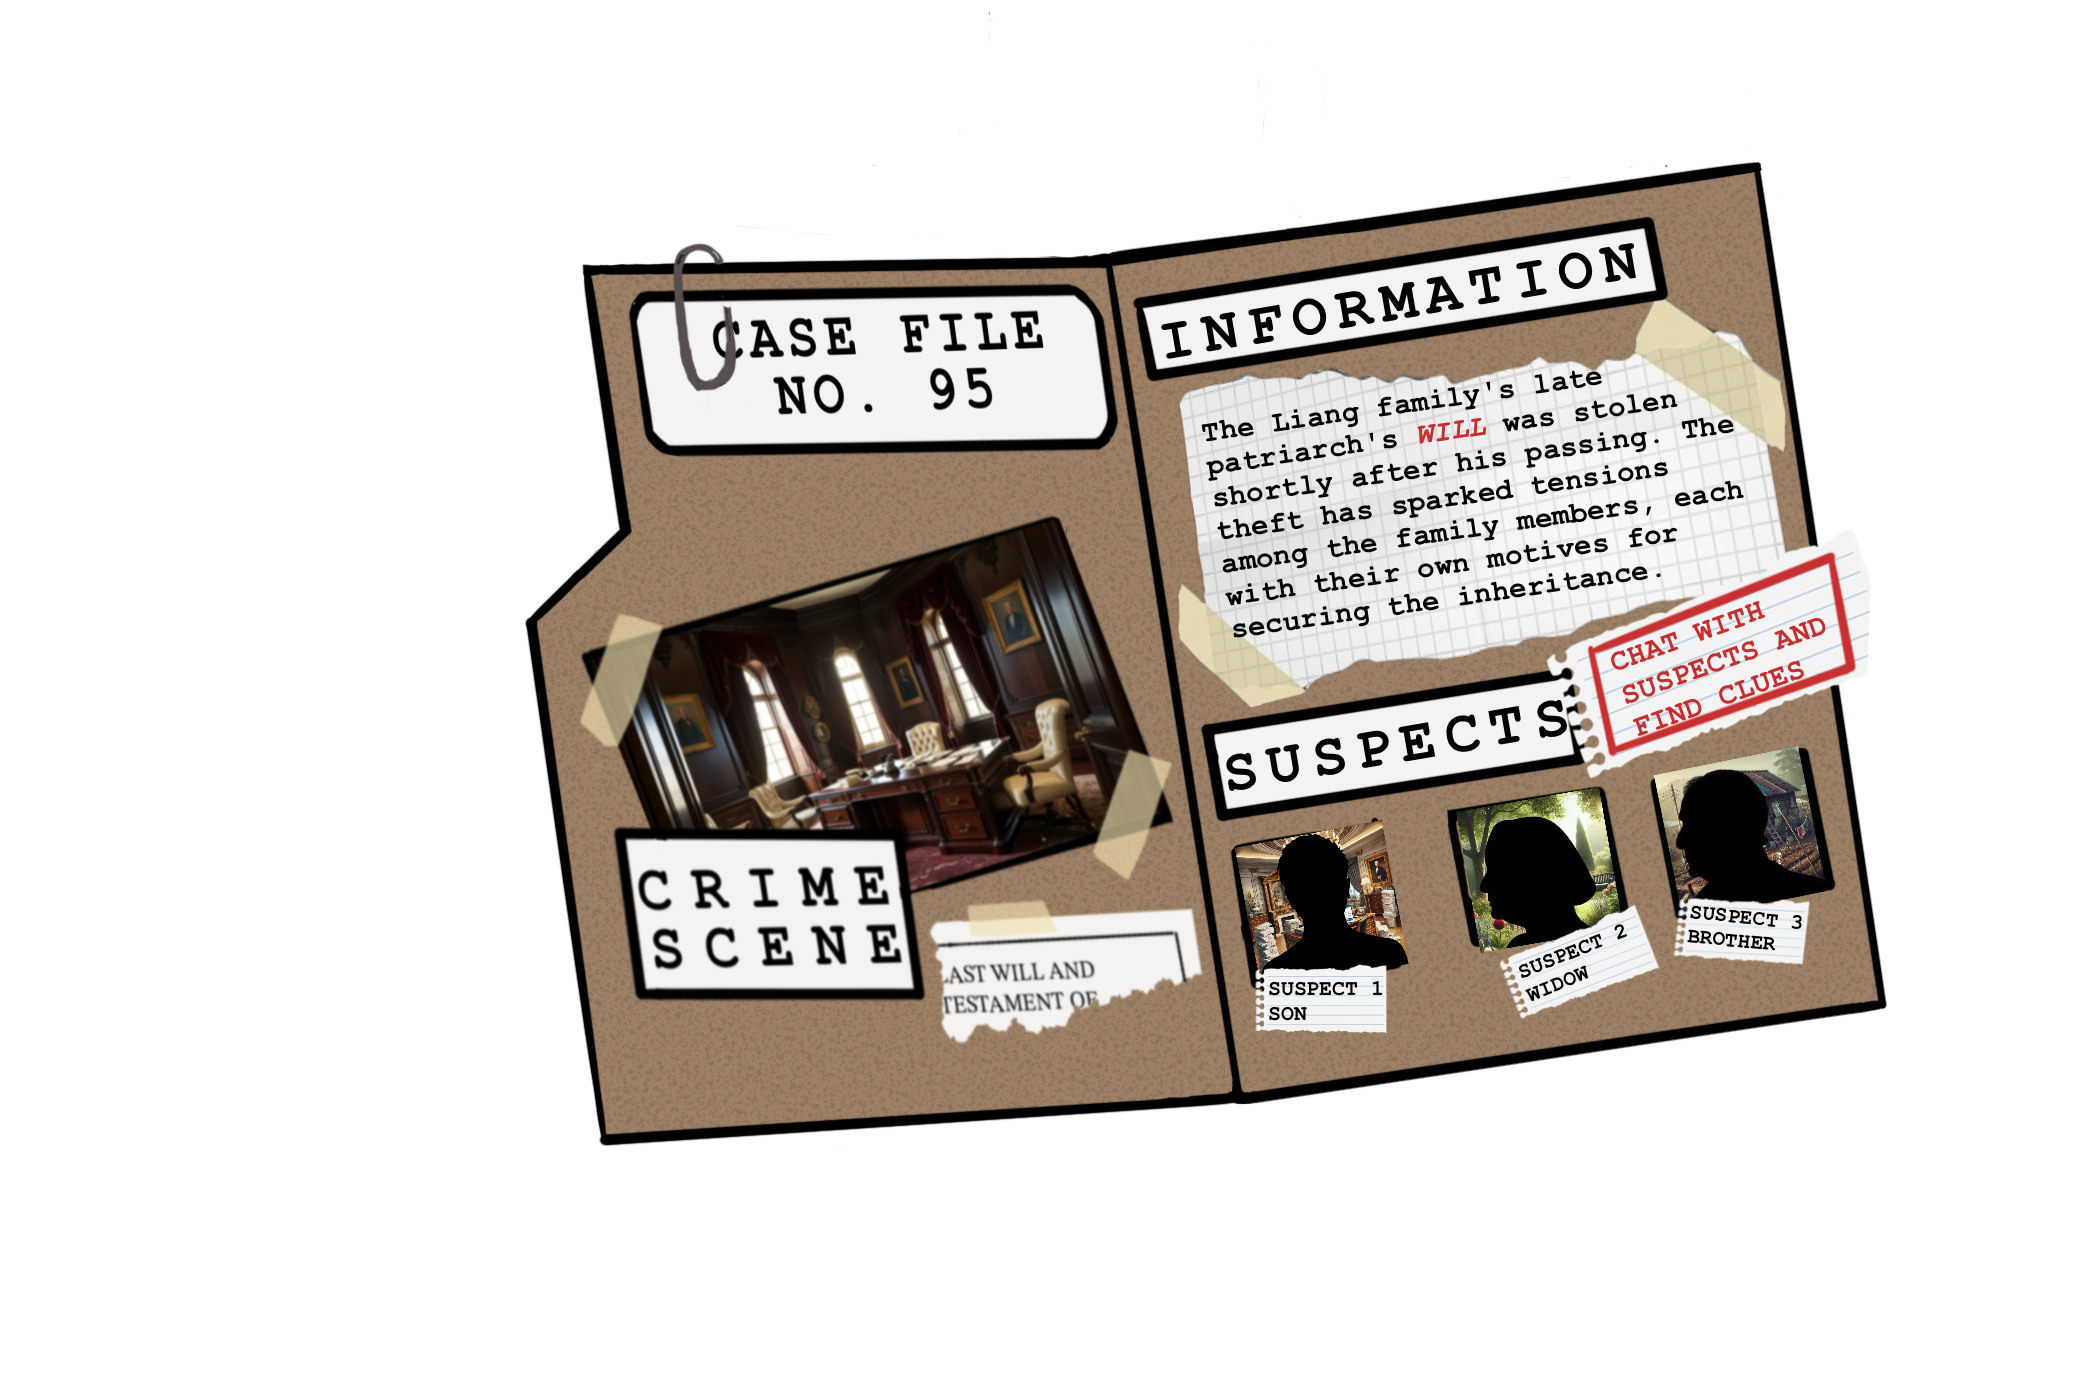 CASE FILE
NO. 95
CRIME
SCENE
LAST WILL AND
TESTAMENT OF
INFORMATION
The Liang family's late
patriarch's WILL was stolen
shortly after his passing. The
theft has sparked tensions
among the family members, each
with their own motives for
securing the inheritance.
CHAT WITH
SUSPECTS AND
FIND CLUES
SUSPECTS
SUSPECT 1
SON
SUSPECT 2
WIDOW
SUSPECT 3
BROTHER